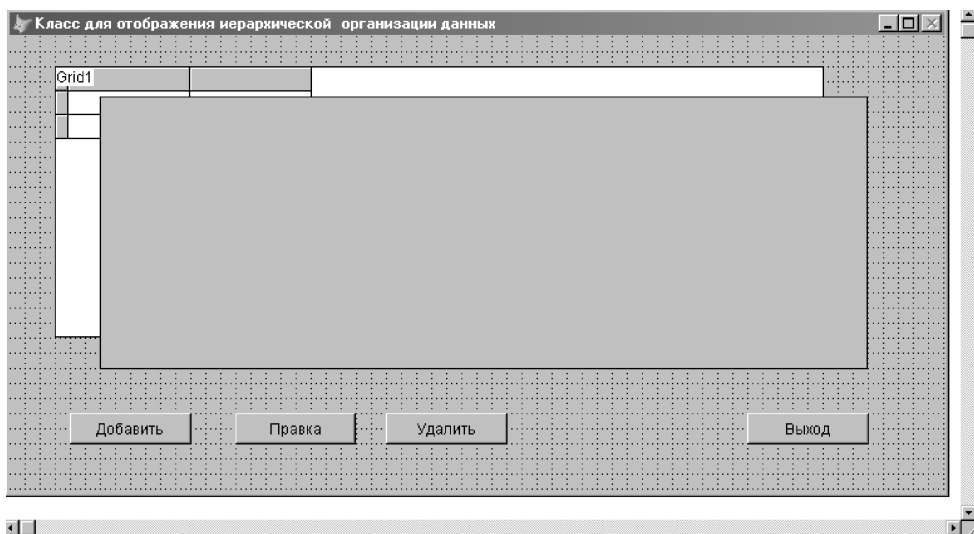 Класс для отображения иерархической организации данных
Grid1
Добавить
Правка
Удалить
Выход